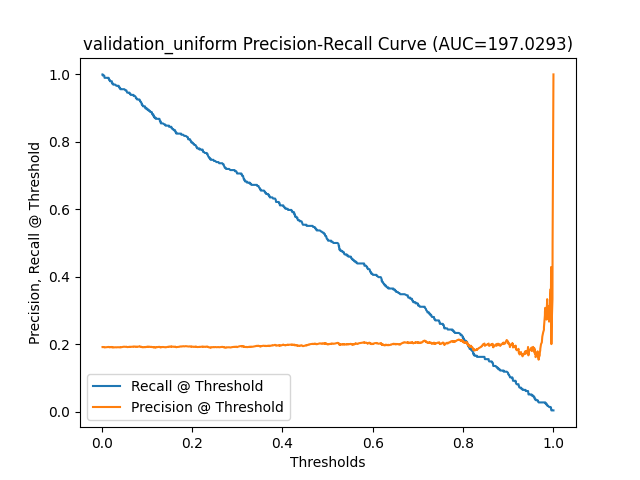 validation_uniform Precision-Recall Curve (AUC=197.0293)
1.0
0.8
0.6
0.4
0.2
0.0
Precision, Recall @ Threshold
Recall @ Threshold
Precision @ Threshold
0.0 0.2 0.4 0.6 0.8 1.0
Thresholds